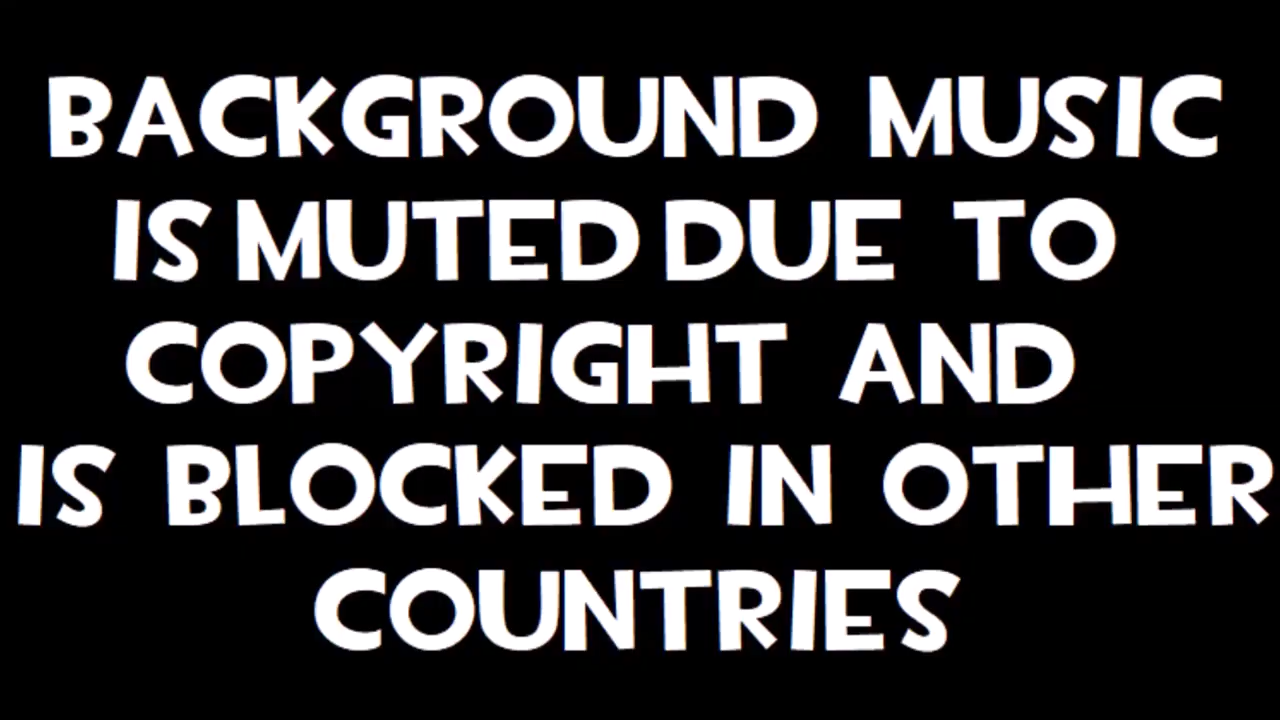 BACKGROUND MUSIC
IS MUTED DUE TO
COPYRIGHT AND
IS BLOCKED IN OTHER
COUNTRIES